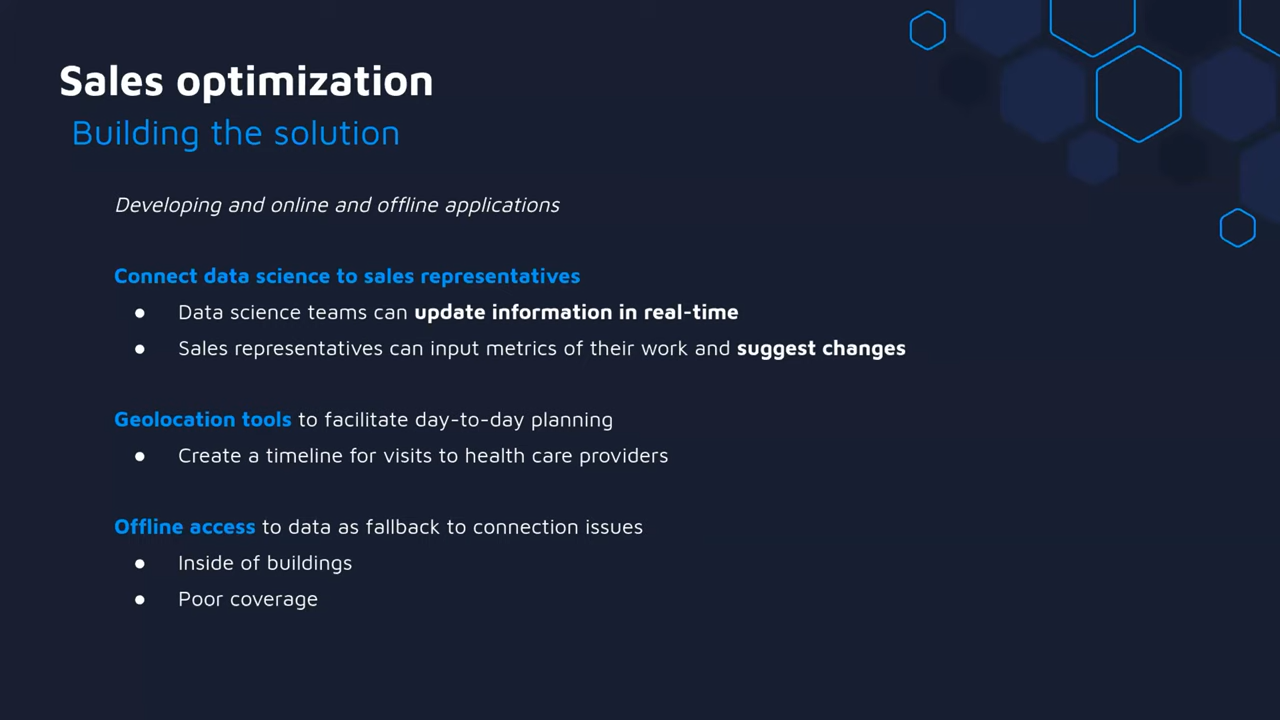 Sales optimization
Building the solution
Developing and online and offline applications
Connect data science to sales representatives
● Data science teams can update information in real-time
● Sales representatives can input metrics of their work and suggest changes
Geolocation tools to facilitate day-to-day planning
● Create a timeline for visits to health care providers
Offline access to data as fallback to connection issues
● Inside of buildings
● Poor coverage